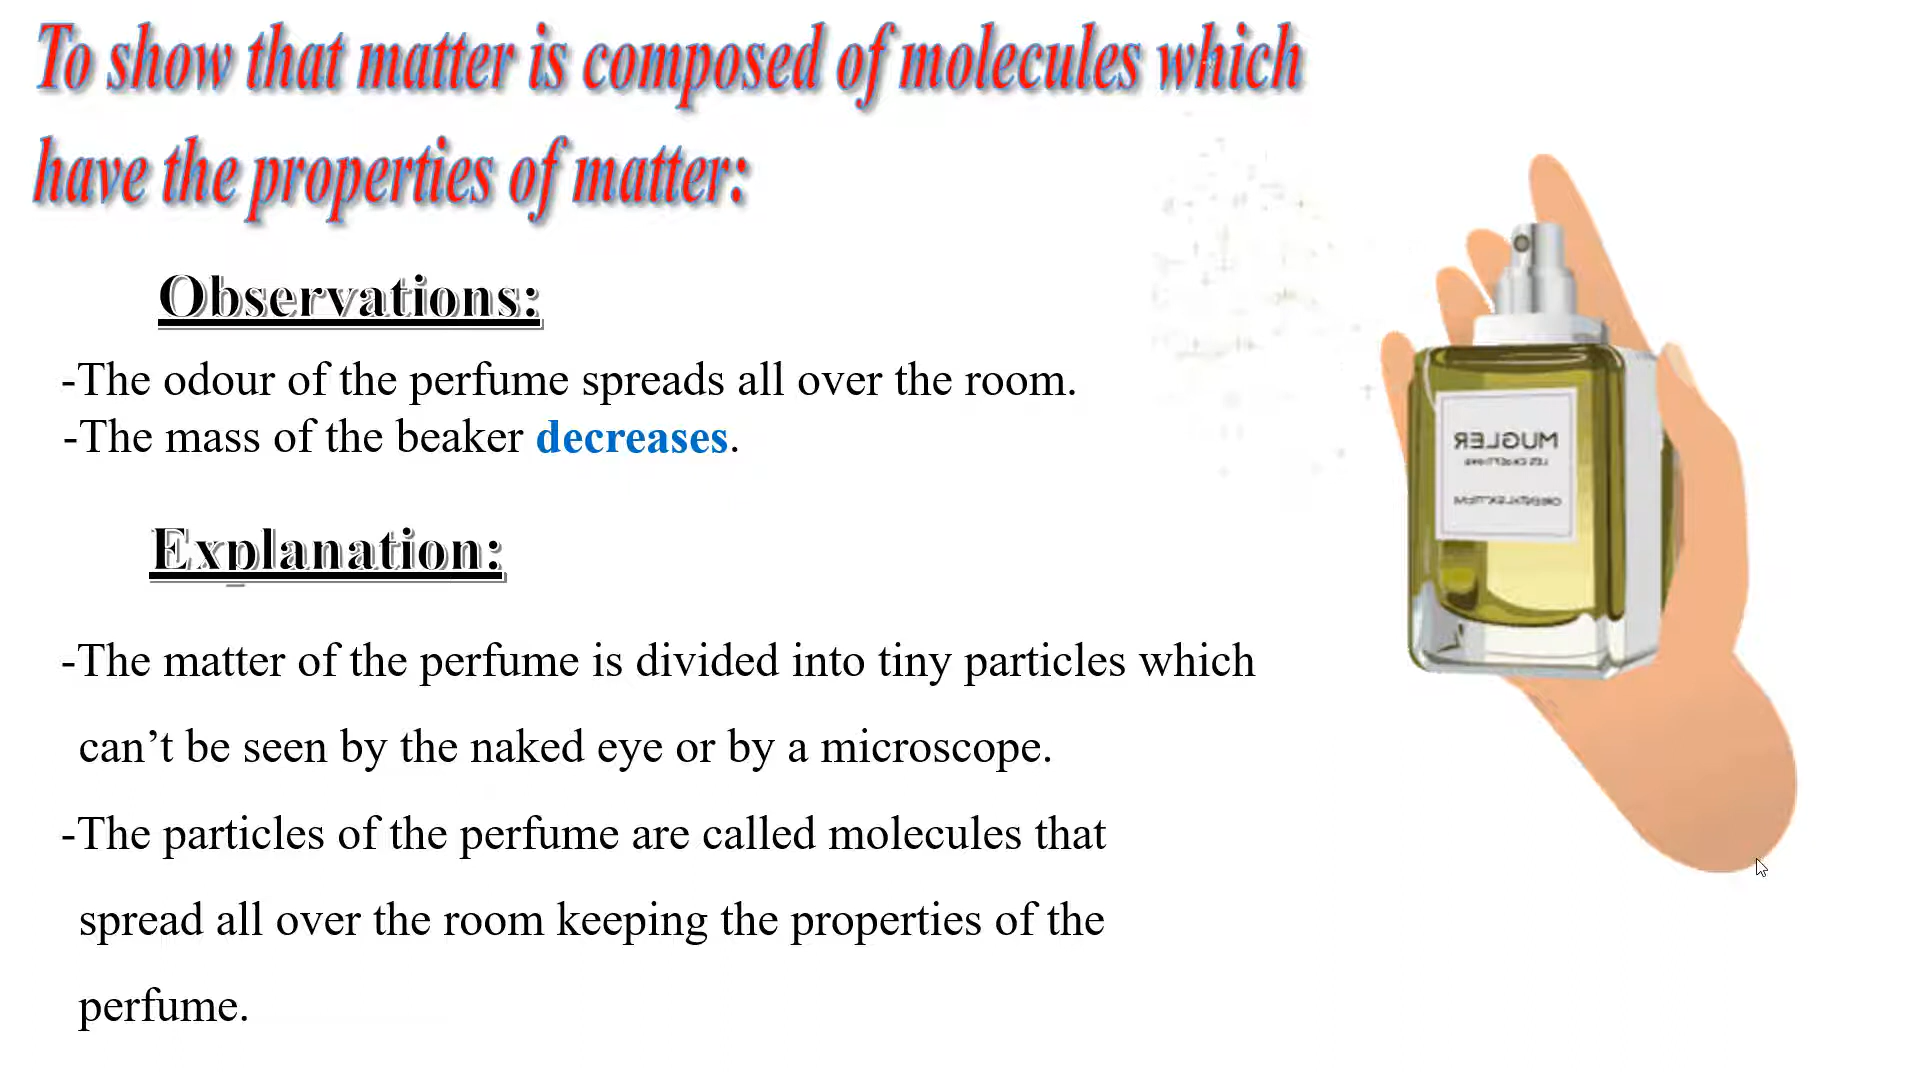 To show that matter is composed of molecules which
have the properties of matter:
Observations:
-The odour of the perfume spreads all over the room.
-The mass of the beaker decreases.
Explanation:
-The matter of the perfume is divided into tiny particles which
can’t be seen by the naked eye or by a microscope.
-The particles of the perfume are called molecules that
spread all over the room keeping the properties of the
perfume.
MUGLER